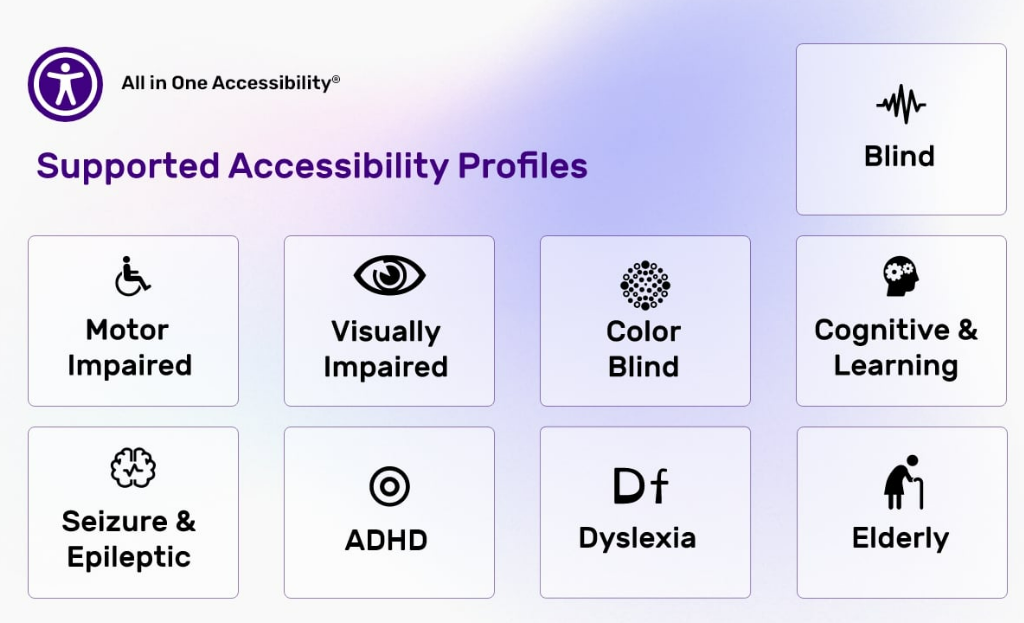 All in One Accessibility®
Supported Accessibility Profiles
Blind
Motor
Impaired
Visually
Impaired
Color
Blind
Cognitive &
Learning
Seizure &
Epileptic
ADHD
Df
Dyslexia
Elderly